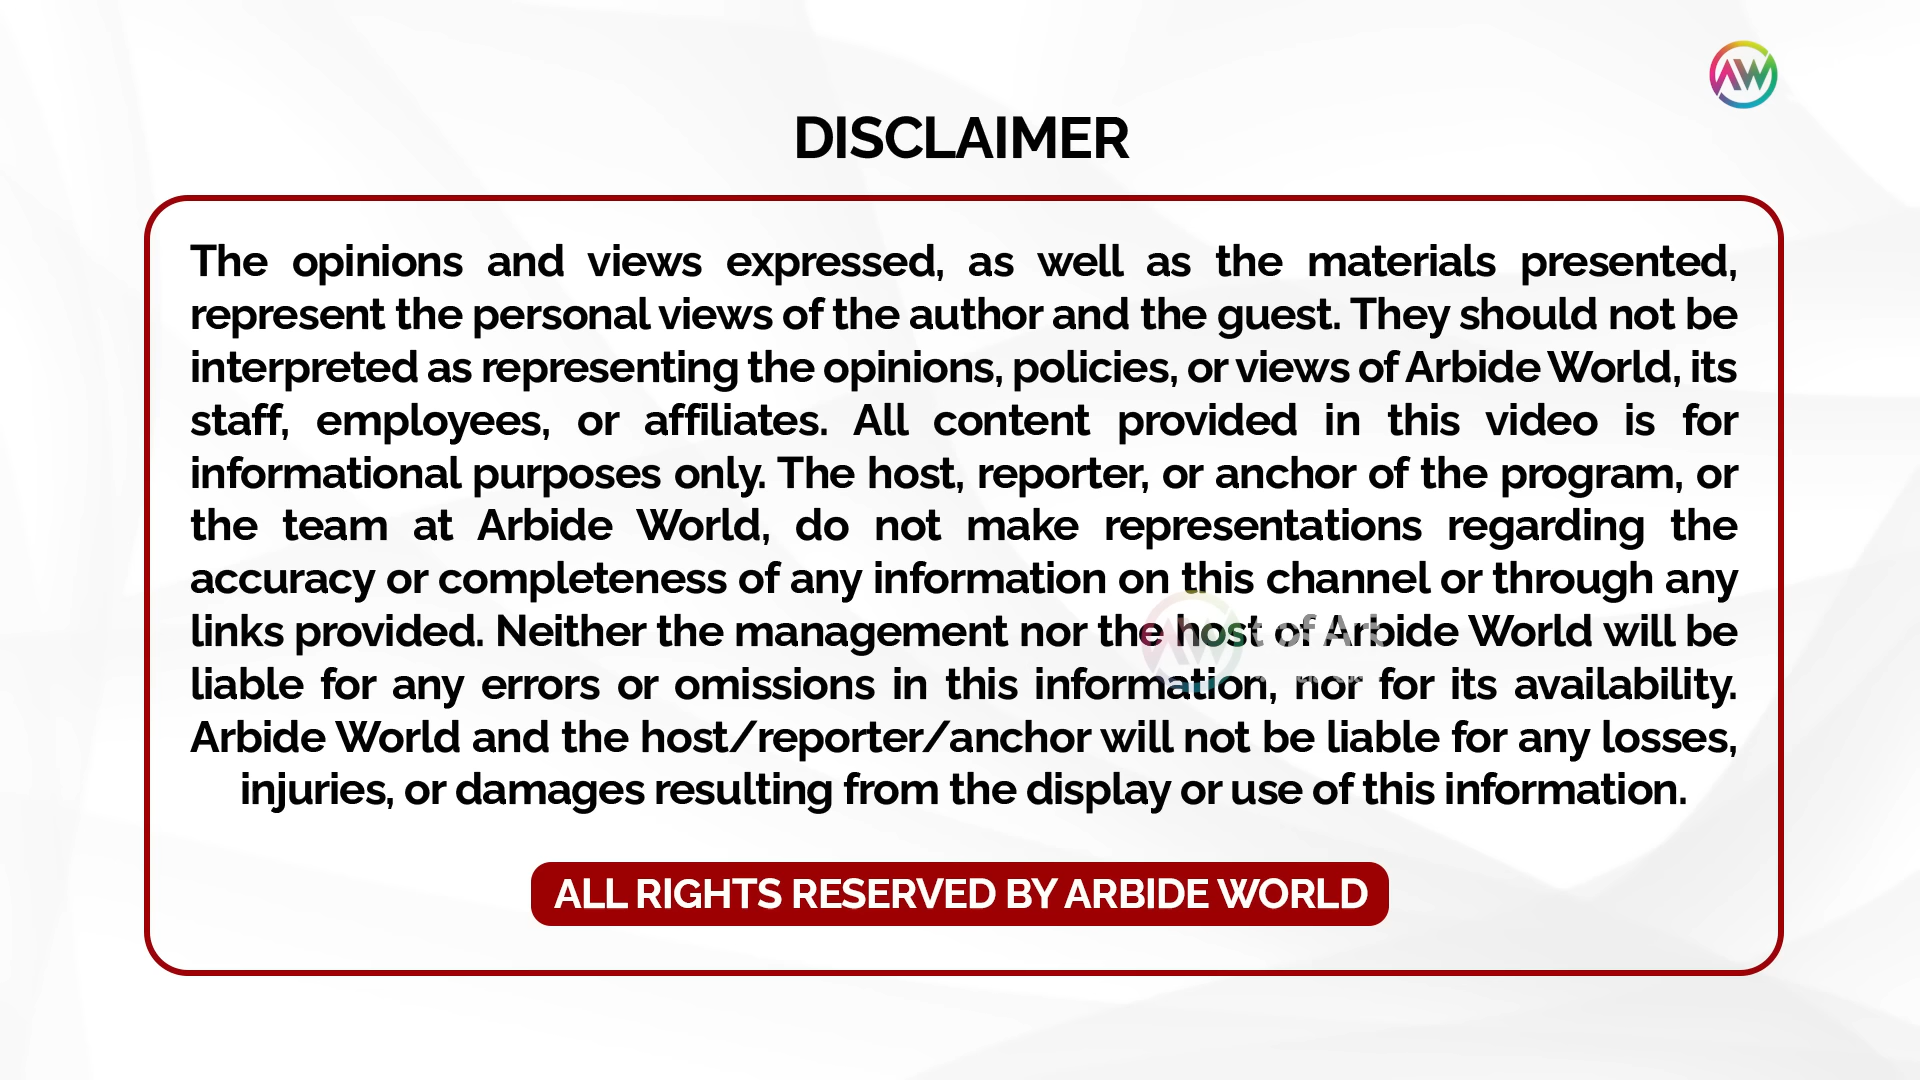 AW
DISCLAIMER
The opinions and views expressed, as well as the materials presented,
represent the personal views of the author and the guest. They should not be
interpreted as representing the opinions, policies, or views of Arbide World, its
staff, employees, or affiliates. All content provided in this video is for
informational purposes only. The host, reporter, or anchor of the program, or
the team at Arbide World, do not make representations regarding the
accuracy or completeness of any information on this channel or through any
links provided. Neither the management nor the host of Arbide World will be
liable for any errors or omissions in this information, nor for its availability.
Arbide World and the host/reporter/anchor will not be liable for any losses,
injuries, or damages resulting from the display or use of this information.
ALL RIGHTS RESERVED BY ARBIDE WORLD